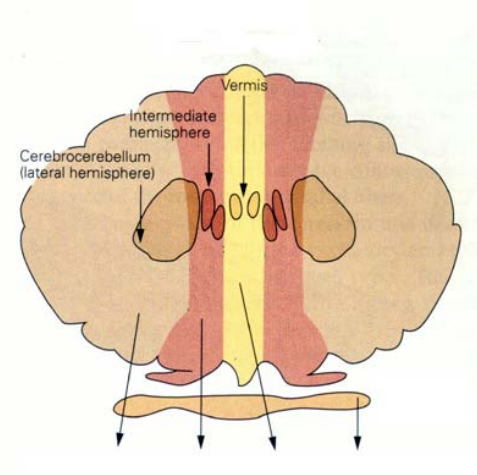 Vermis
Intermediate
hemisphere
Cerebrocerebellum
(lateral hemisphere)